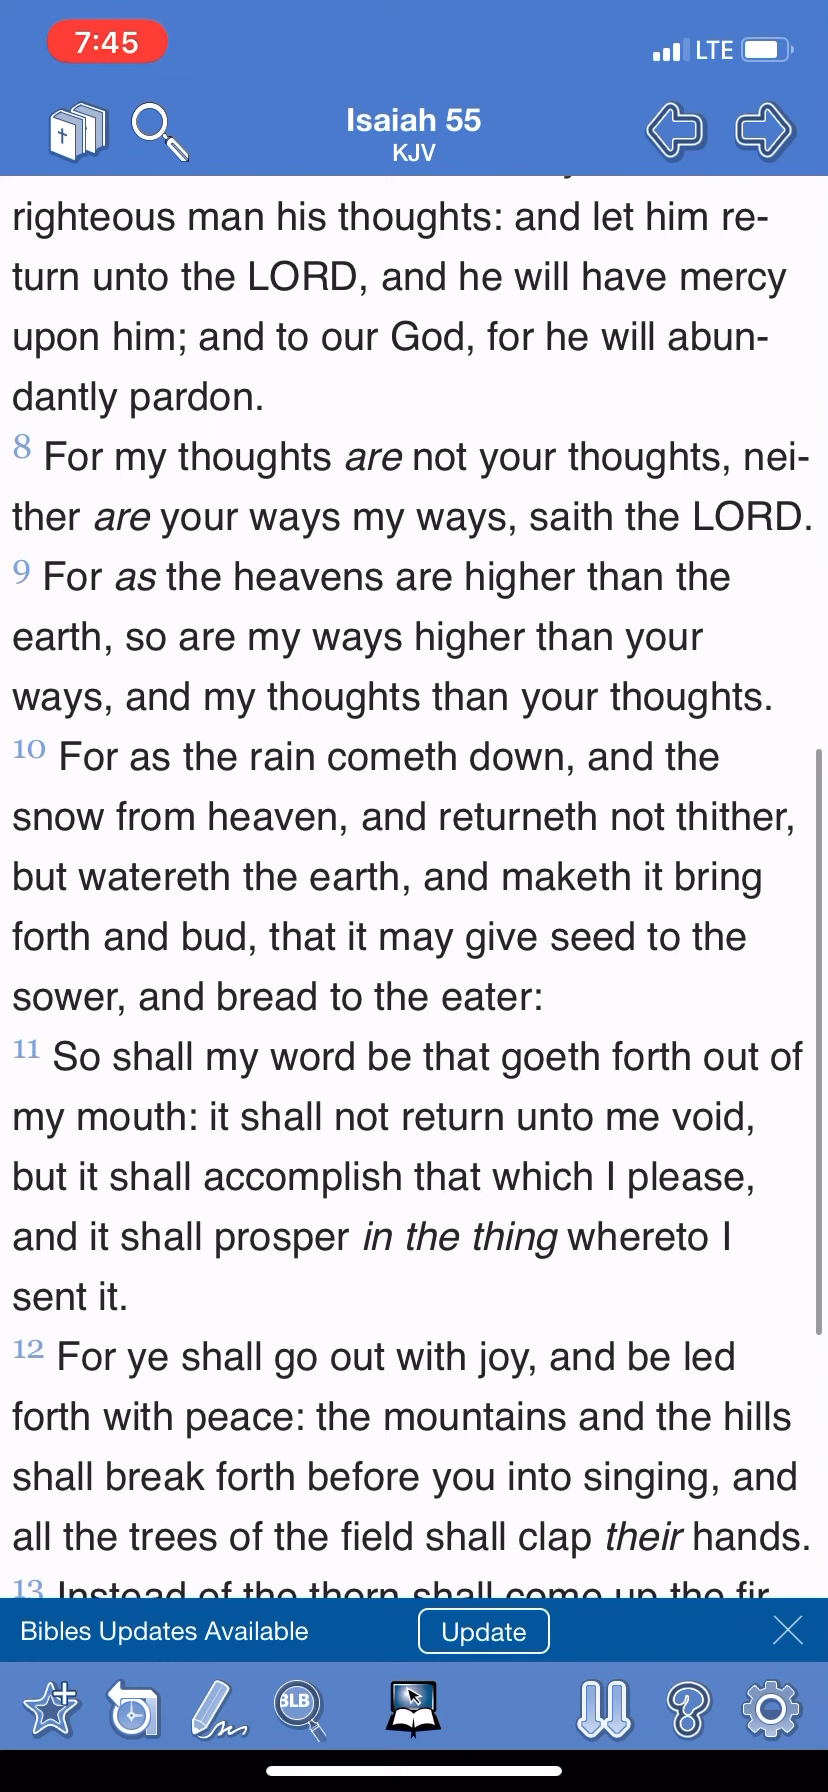 7:45
LTE
Isaiah 55
KJV
righteous man his thoughts: and let him re-
turn unto the LORD, and he will have mercy
upon him; and to our God, for he will abun-
dantly pardon.
8 For my thoughts are not your thoughts, nei-
ther are your ways my ways, saith the LORD.
9 For as the heavens are higher than the
earth, so are my ways higher than your
ways, and my thoughts than your thoughts.
10 For as the rain cometh down, and the
snow from heaven, and returneth not thither,
but watereth the earth, and maketh it bring
forth and bud, that it may give seed to the
sower, and bread to the eater:
11 So shall my word be that goeth forth out of
my mouth: it shall not return unto me void,
but it shall accomplish that which I please,
and it shall prosper in the thing whereto I
sent it.
12 For ye shall go out with joy, and be led
forth with peace: the mountains and the hills
shall break forth before you into singing, and
all the trees of the field shall clap their hands.
13 Instead of the thorn shall come up the fir
Bibles Updates Available
Update
BLB